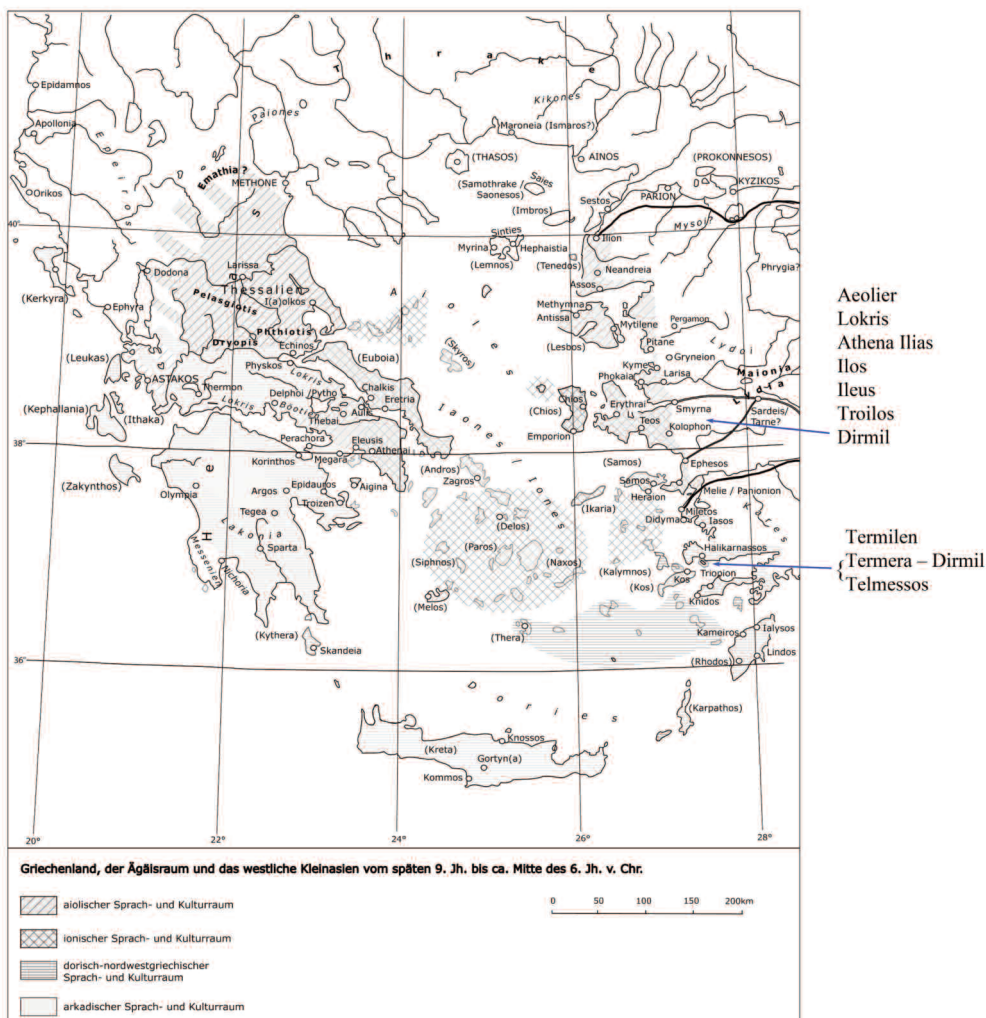 Thrake
Epidamnos
Kikones
Paiones
Apollonia
Maroneia (Ismaros?)
Epeiros
(THASOS)
AINOS
(PROKONNESOS)
Emathia ?
METHONE
(Samothrake /
Saonesos)
Saies
PARION
KYZIKOS
Orikos
Sestos
(Imbros)
Mysoi?
40°
Sinties
Ilion
Myrina
Hephaistia
(Lemnos)
(Tenedos)
Neandreia
Phrygia?
Dodona
Larissa
Thessalien
Assos
(Kerkyra)
Ephyra
Pelasgiotis
I(a)olkos
Aioles
Methymna
Antissa
Mytilene
Pergamon
Phthiotis
Dryopis
Echinos
(Skyros)
(Lesbos)
Pitane
Lydoi
(Leukas)
(Euboia)
Gryneion
Physkos
Lokris
Kyme
Maionia
ASTAKOS
Thermon
Phokaia
Larisa
Lydia
Delphoi / Pytho
Chalkis
Eretria
Chios
(Chios)
Erythrai
Smyrna
Sardeis/
Tarne?
(Kephallania)
(Ithaka)
Lokris
Böotien
Aulis
Thebai
Iaones / Iones
Teos
Kolophon
Emporion
38°
Perachora
Eleusis
Athenai
Korinthos
Megara
(Andros)
Zagros
(Samos)
Ephesos
(Zakynthos)
Olympia
Argos
Epidauros
Aigina
Samos
Heraion
Melie / Panionion
Troizen
(Ikaria)
Miletos
Tegea
(Delos)
Didyma
Iasos
Kares
Lakonia
Sparta
(Paros)
Halikarnassos
Messenien
Nichoria
(Siphnos)
(Naxos)
(Kalymnos)
Kos
Triopion
(Kos)
(Melos)
Knidos
(Kythera)
(Thera)
Kameiros
Ialysos
Skandeia
(Rhodos)
Lindos
36°
Dories
(Karpathos)
Knossos
(Kreta)
Gortyn(a)
Kommos
20°
22°
24°
26°
28°
Aeolier
Lokris
Athena Ilias
Ilos
Ileus
Troilos
Dirmil
Termilen
Termera – Dirmil
Telmessos
Griechenland, der Ägäisraum und das westliche Kleinasien vom späten 9. Jh. bis ca. Mitte des 6. Jh. v. Chr.
aiolischer Sprach- und Kulturraum
0 50 100 150 200km
ionischer Sprach- und Kulturraum
dorisch-nordwestgriechischer
Sprach- und Kulturraum
arkadischer Sprach- und Kulturraum